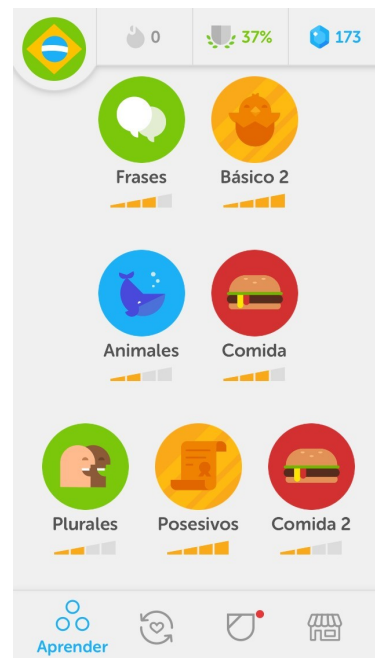 0
37%
173
Frases
Básico 2
Animales
Comida
Plurales
Posesivos
Comida 2
Aprender